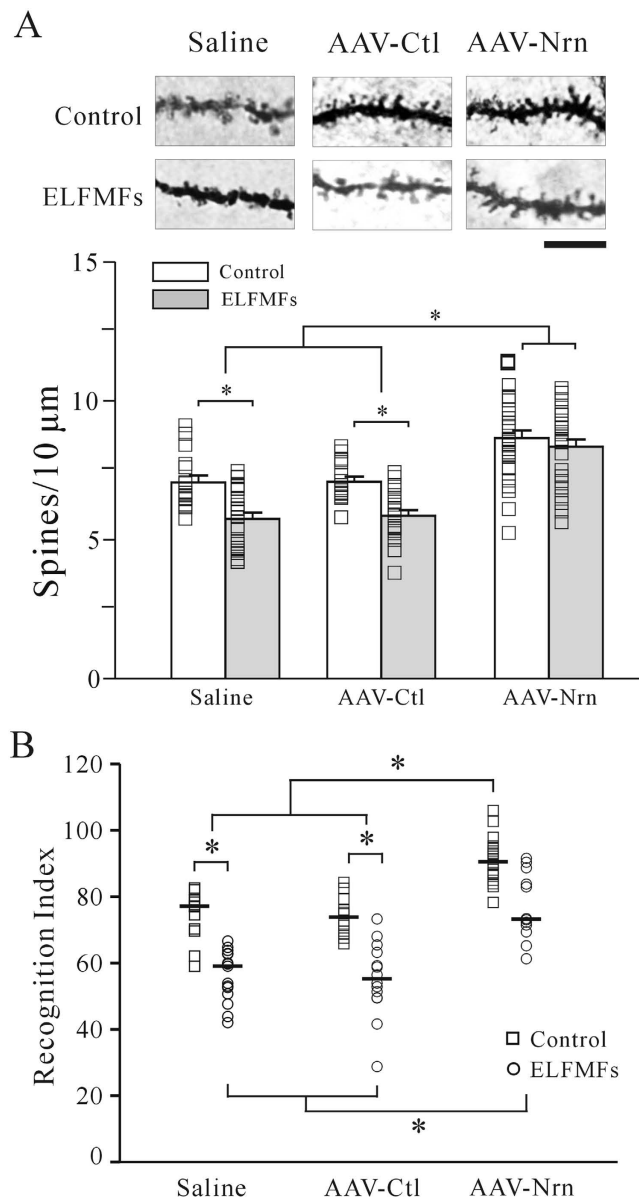 A
Saline AAV-Ctl AAV-Nrn
Control
ELFMFs
15
Control
ELFMFs
*
10
* *
Spines/10 μm
5
0
Saline AAV-Ctl AAV-Nrn
B
120
*
100
* *
80
Recognition Index
60
40
Control
ELFMFs
20
*
0
Saline AAV-Ctl AAV-Nrn